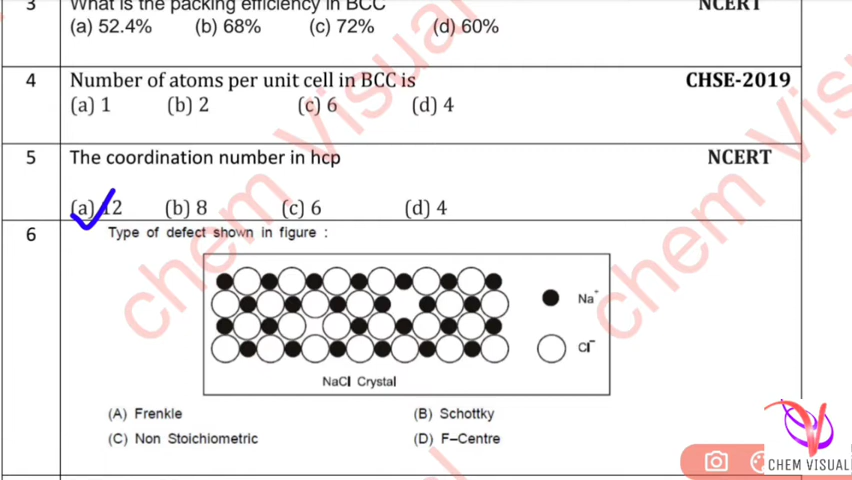 3 What is the packing efficiency in BCC NCERT
(a) 52.4% (b) 68% (c) 72% (d) 60%
4 Number of atoms per unit cell in BCC is CHSE-2019
(a) 1 (b) 2 (c) 6 (d) 4
5 The coordination number in hcp NCERT
(a) 12 (b) 8 (c) 6 (d) 4
6 Type of defect shown in figure :
Na+
Cl−
NaCl Crystal
(A) Frenkle (B) Schottky
(C) Non Stoichiometric (D) F–Centre
chem Visual
chem Visual
CHEM VISUAL